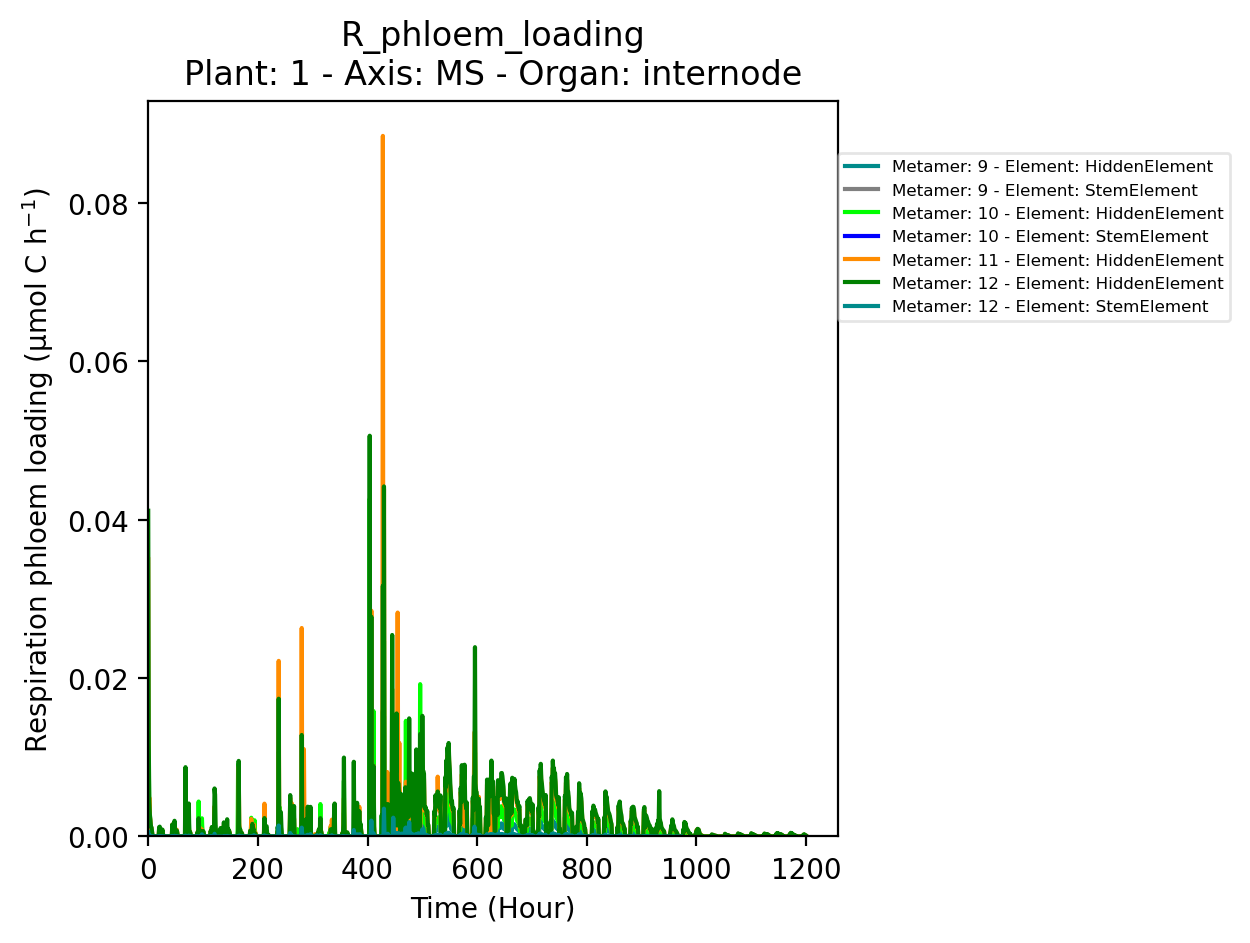 R_phloem_loading
Plant: 1 - Axis: MS - Organ: internode
Respiration phloem loading (µmol C h⁻¹)
0.08
0.06
0.04
0.02
0.00
0 200 400 600 800 1000 1200
Time (Hour)
Metamer: 9 - Element: HiddenElement
Metamer: 9 - Element: StemElement
Metamer: 10 - Element: HiddenElement
Metamer: 10 - Element: StemElement
Metamer: 11 - Element: HiddenElement
Metamer: 12 - Element: HiddenElement
Metamer: 12 - Element: StemElement